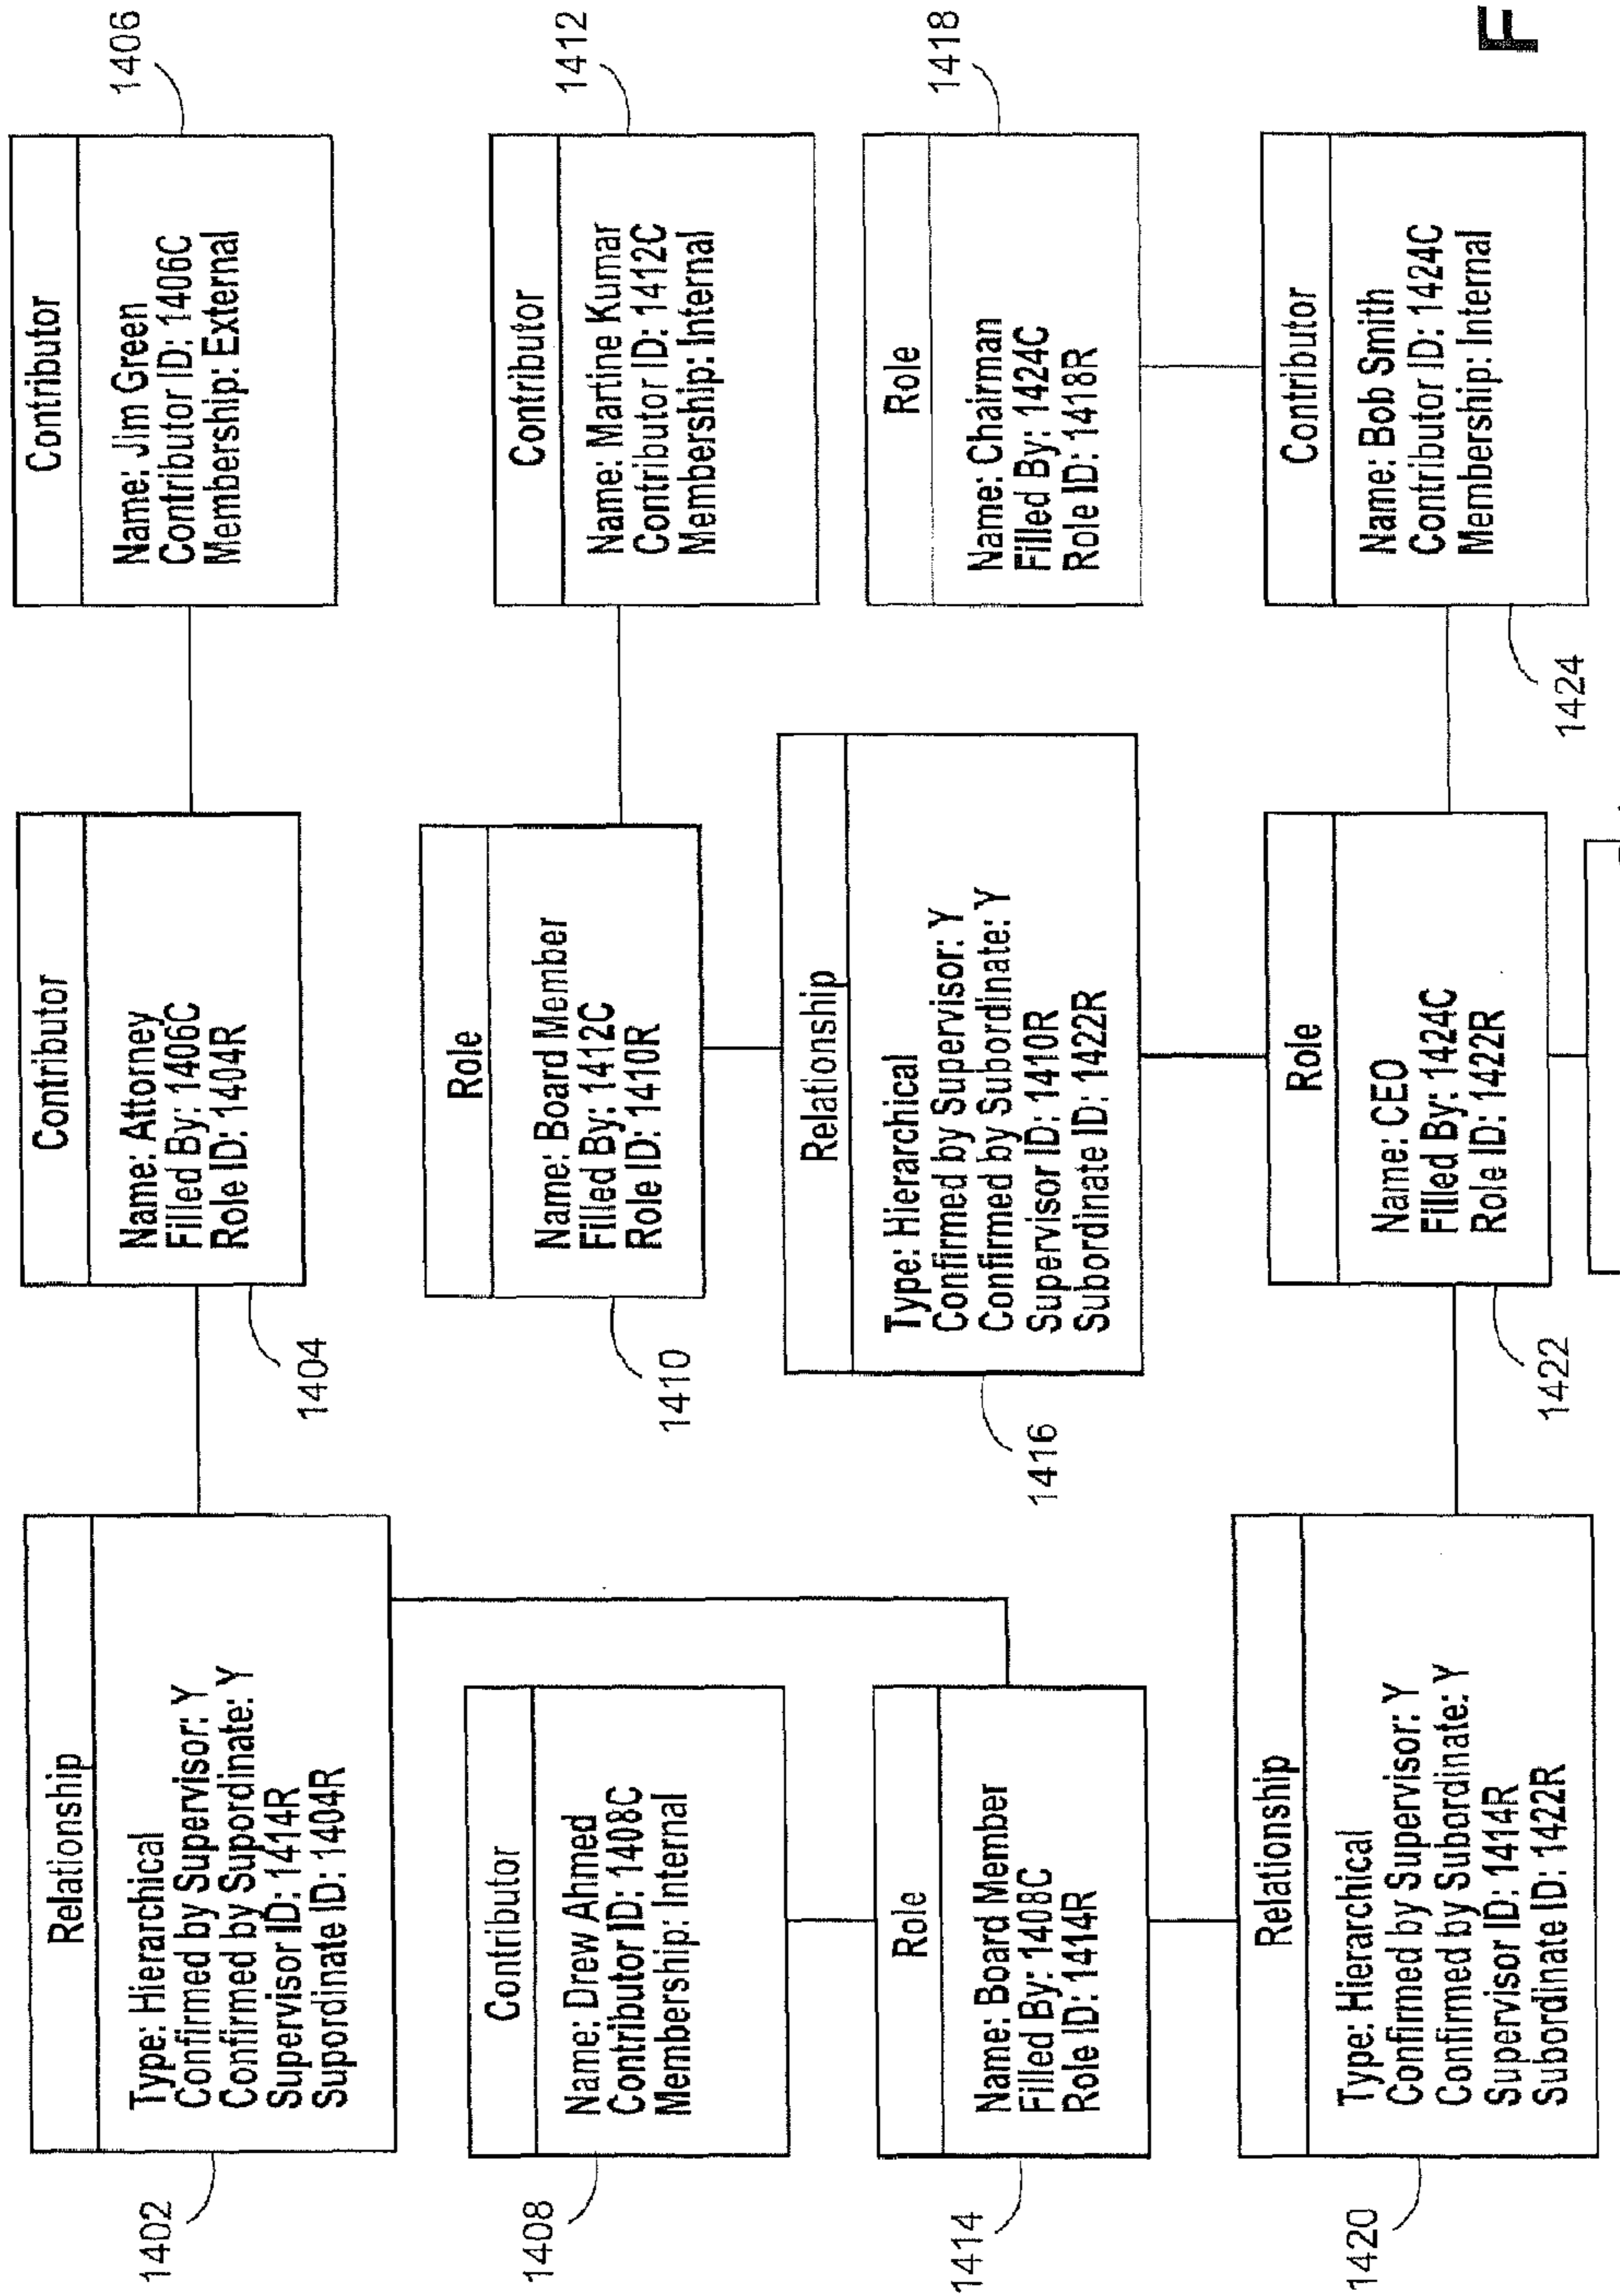 1402
Relationship
Type: Hierarchical
Confirmed by Supervisor: Y
Confirmed by Supordinate: Y
Supervisor ID: 1414R
Supordinate ID: 1404R
Contributor
Name: Attorney
Filled By: 1406C
Role ID: 1404R
1404
Contributor
Name: Jim Green
Contributor ID: 1406C
Membership: External
1406
1408
Contributor
Name: Drew Ahmed
Contributor ID: 1408C
Membership: Internal
Role
Name: Board Member
Filled By: 1412C
Role ID: 1410R
1410
Contributor
Name: Martine Kumar
Contributor ID: 1412C
Membership: Internal
1412
1414
Role
Name: Board Member
Filled By: 1408C
Role ID: 1414R
Relationship
Type: Hierarchical
Confirmed by Supervisor: Y
Confirmed by Subordinate: Y
Supervisor ID: 1410R
Subordinate ID: 1422R
1416
Role
Name: Chairman
Filled By: 1424C
Role ID: 1418R
1418
1420
Relationship
Type: Hierarchical
Confirmed by Supervisor: Y
Confirmed by Subordinate: Y
Supervisor ID: 1414R
Subordinate ID: 1422R
Role
Name: CEO
Filled By: 1424C
Role ID: 1422R
1422
Contributor
Name: Bob Smith
Contributor ID: 1424C
Membership: Internal
1424
F